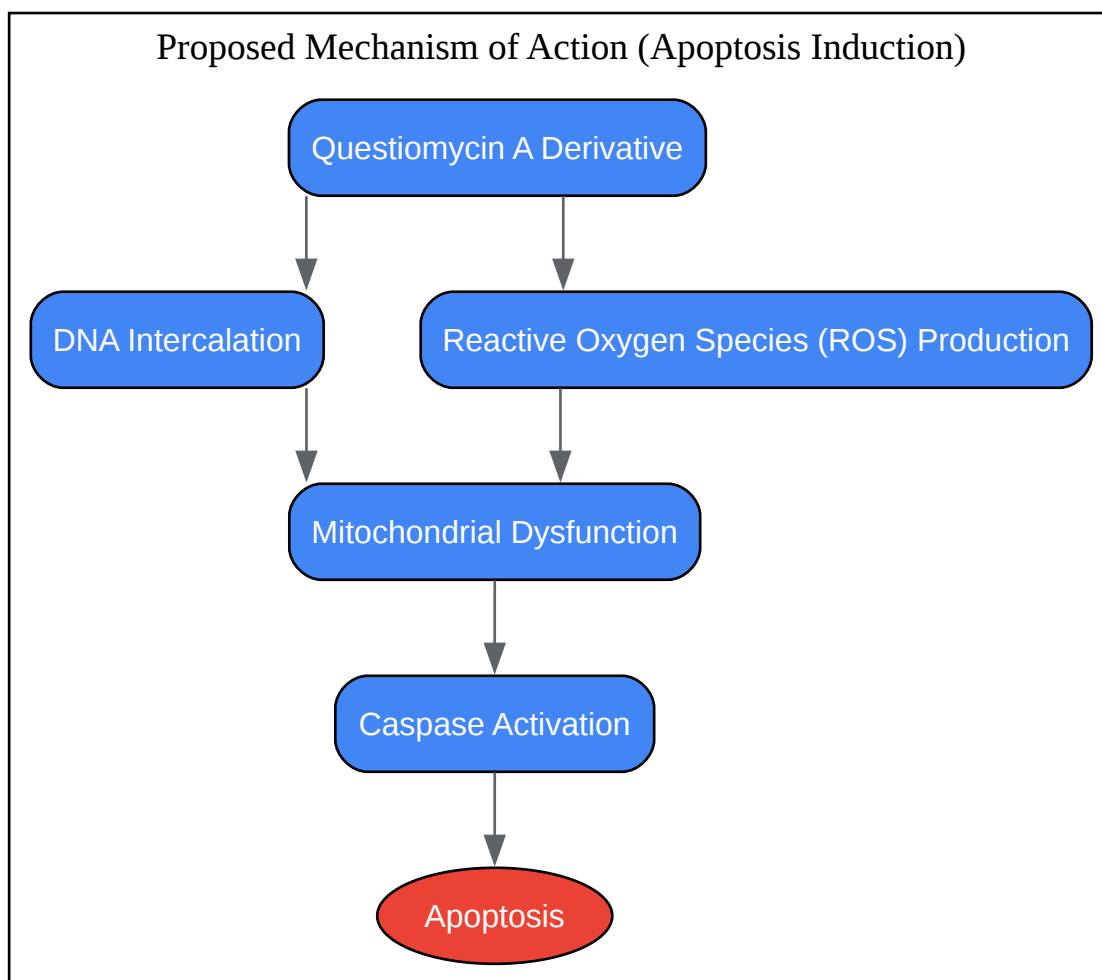 Proposed Mechanism of Action (Apoptosis Induction)
Questiomycin A Derivative
DNA Intercalation
Reactive Oxygen Species (ROS) Production
Mitochondrial Dysfunction
Caspase Activation
Apoptosis